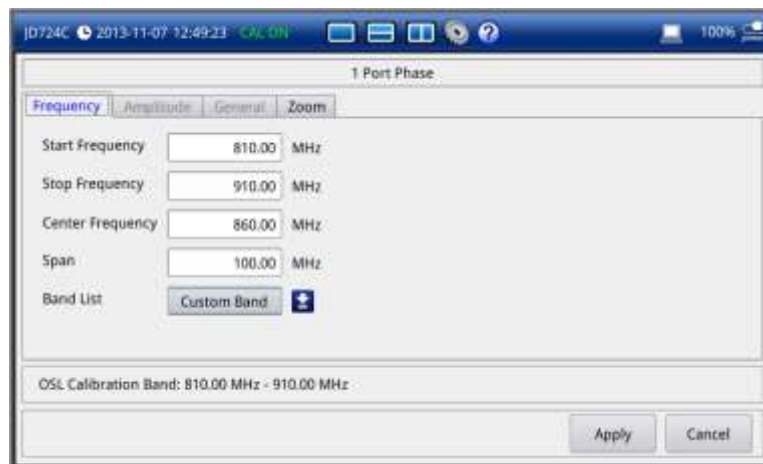 JD724C 2013-11-07 12:49:23 CAL ON ? 100%
1 Port Phase
Frequency Amplitude General Zoom
Start Frequency 810.00 MHz
Stop Frequency 910.00 MHz
Center Frequency 860.00 MHz
Span 100.00 MHz
Band List Custom Band
OSL Calibration Band: 810.00 MHz - 910.00 MHz
Apply Cancel